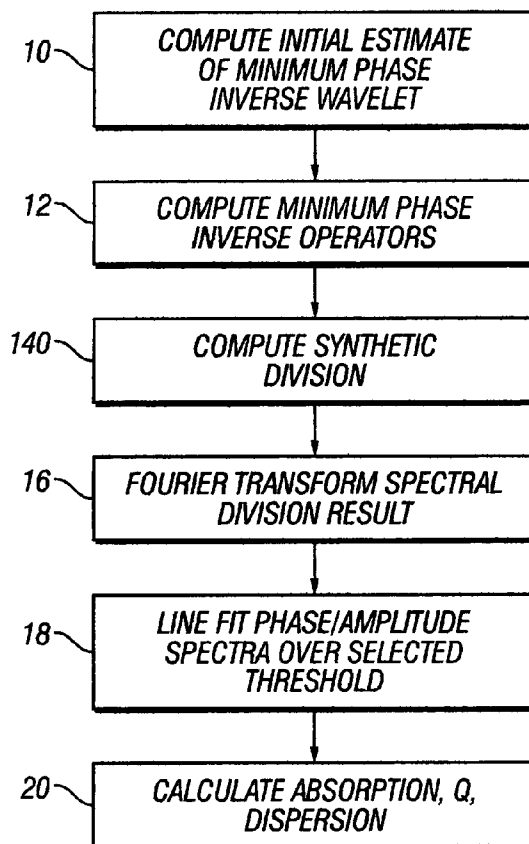 10
COMPUTE INITIAL ESTIMATE
OF MINIMUM PHASE
INVERSE WAVELET
12
COMPUTE MINIMUM PHASE
INVERSE OPERATORS
140
COMPUTE SYNTHETIC
DIVISION
16
FOURIER TRANSFORM SPECTRAL
DIVISION RESULT
18
LINE FIT PHASE/AMPLITUDE
SPECTRA OVER SELECTED
THRESHOLD
20
CALCULATE ABSORPTION, Q,
DISPERSION